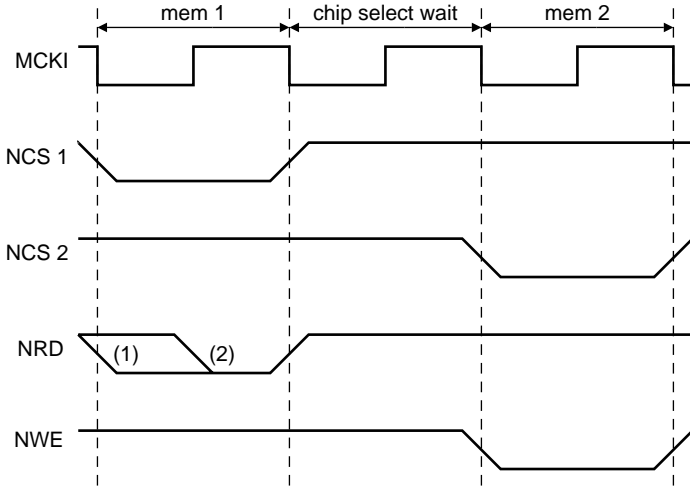 mem 1 chip select wait mem 2
MCKI
NCS 1
NCS 2
NRD (1) (2)
NWE